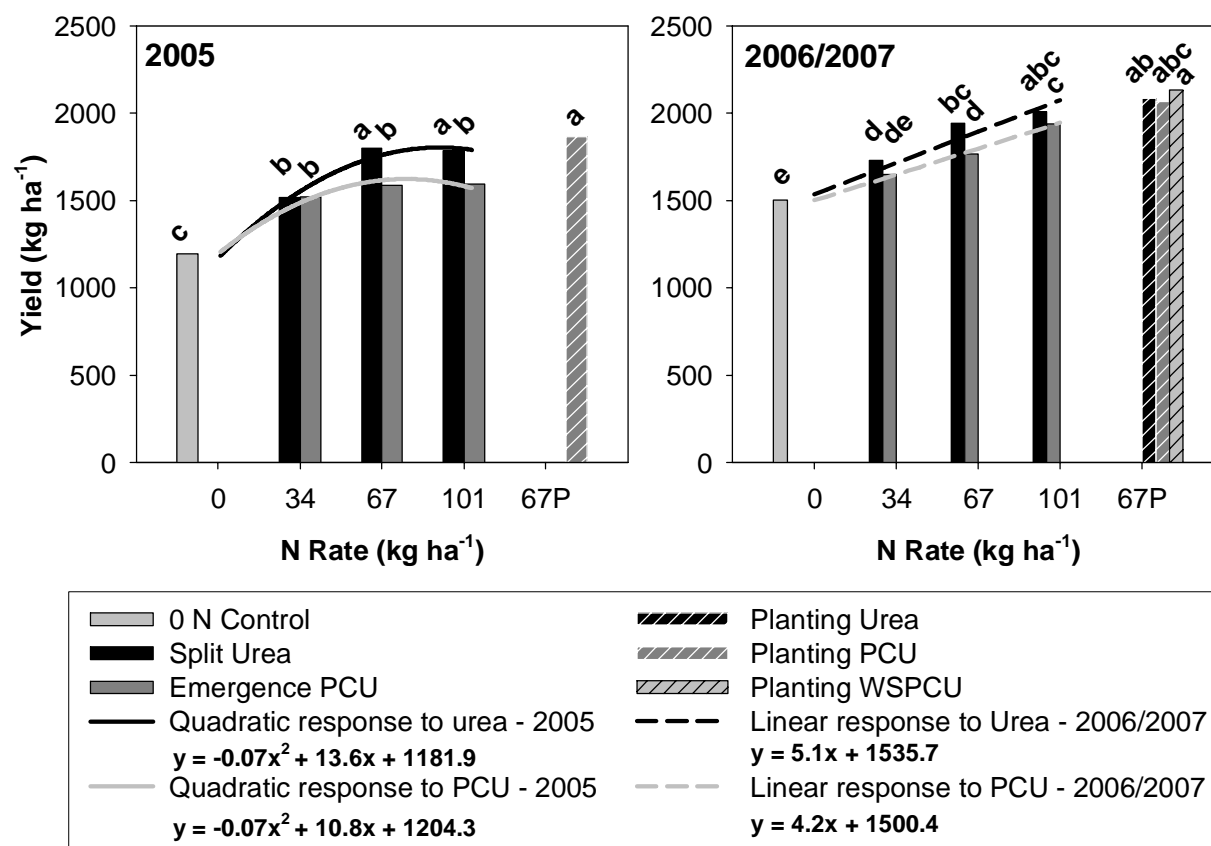 2005
2006/2007
2500
2000
1500
1000
500
0
Yield (kg ha⁻¹)
c
b b
a b
a b
a
0 34 67 101 67P
N Rate (kg ha⁻¹)
2500
2000
1500
1000
500
0
e
d de
bc d
abc c
ab abc a
0 34 67 101 67P
N Rate (kg ha⁻¹)
0 N Control
Split Urea
Emergence PCU
Quadratic response to urea - 2005
y = -0.07x² + 13.6x + 1181.9
Quadratic response to PCU - 2005
y = -0.07x² + 10.8x + 1204.3
Planting Urea
Planting PCU
Planting WSPCU
Linear response to Urea - 2006/2007
y = 5.1x + 1535.7
Linear response to PCU - 2006/2007
y = 4.2x + 1500.4